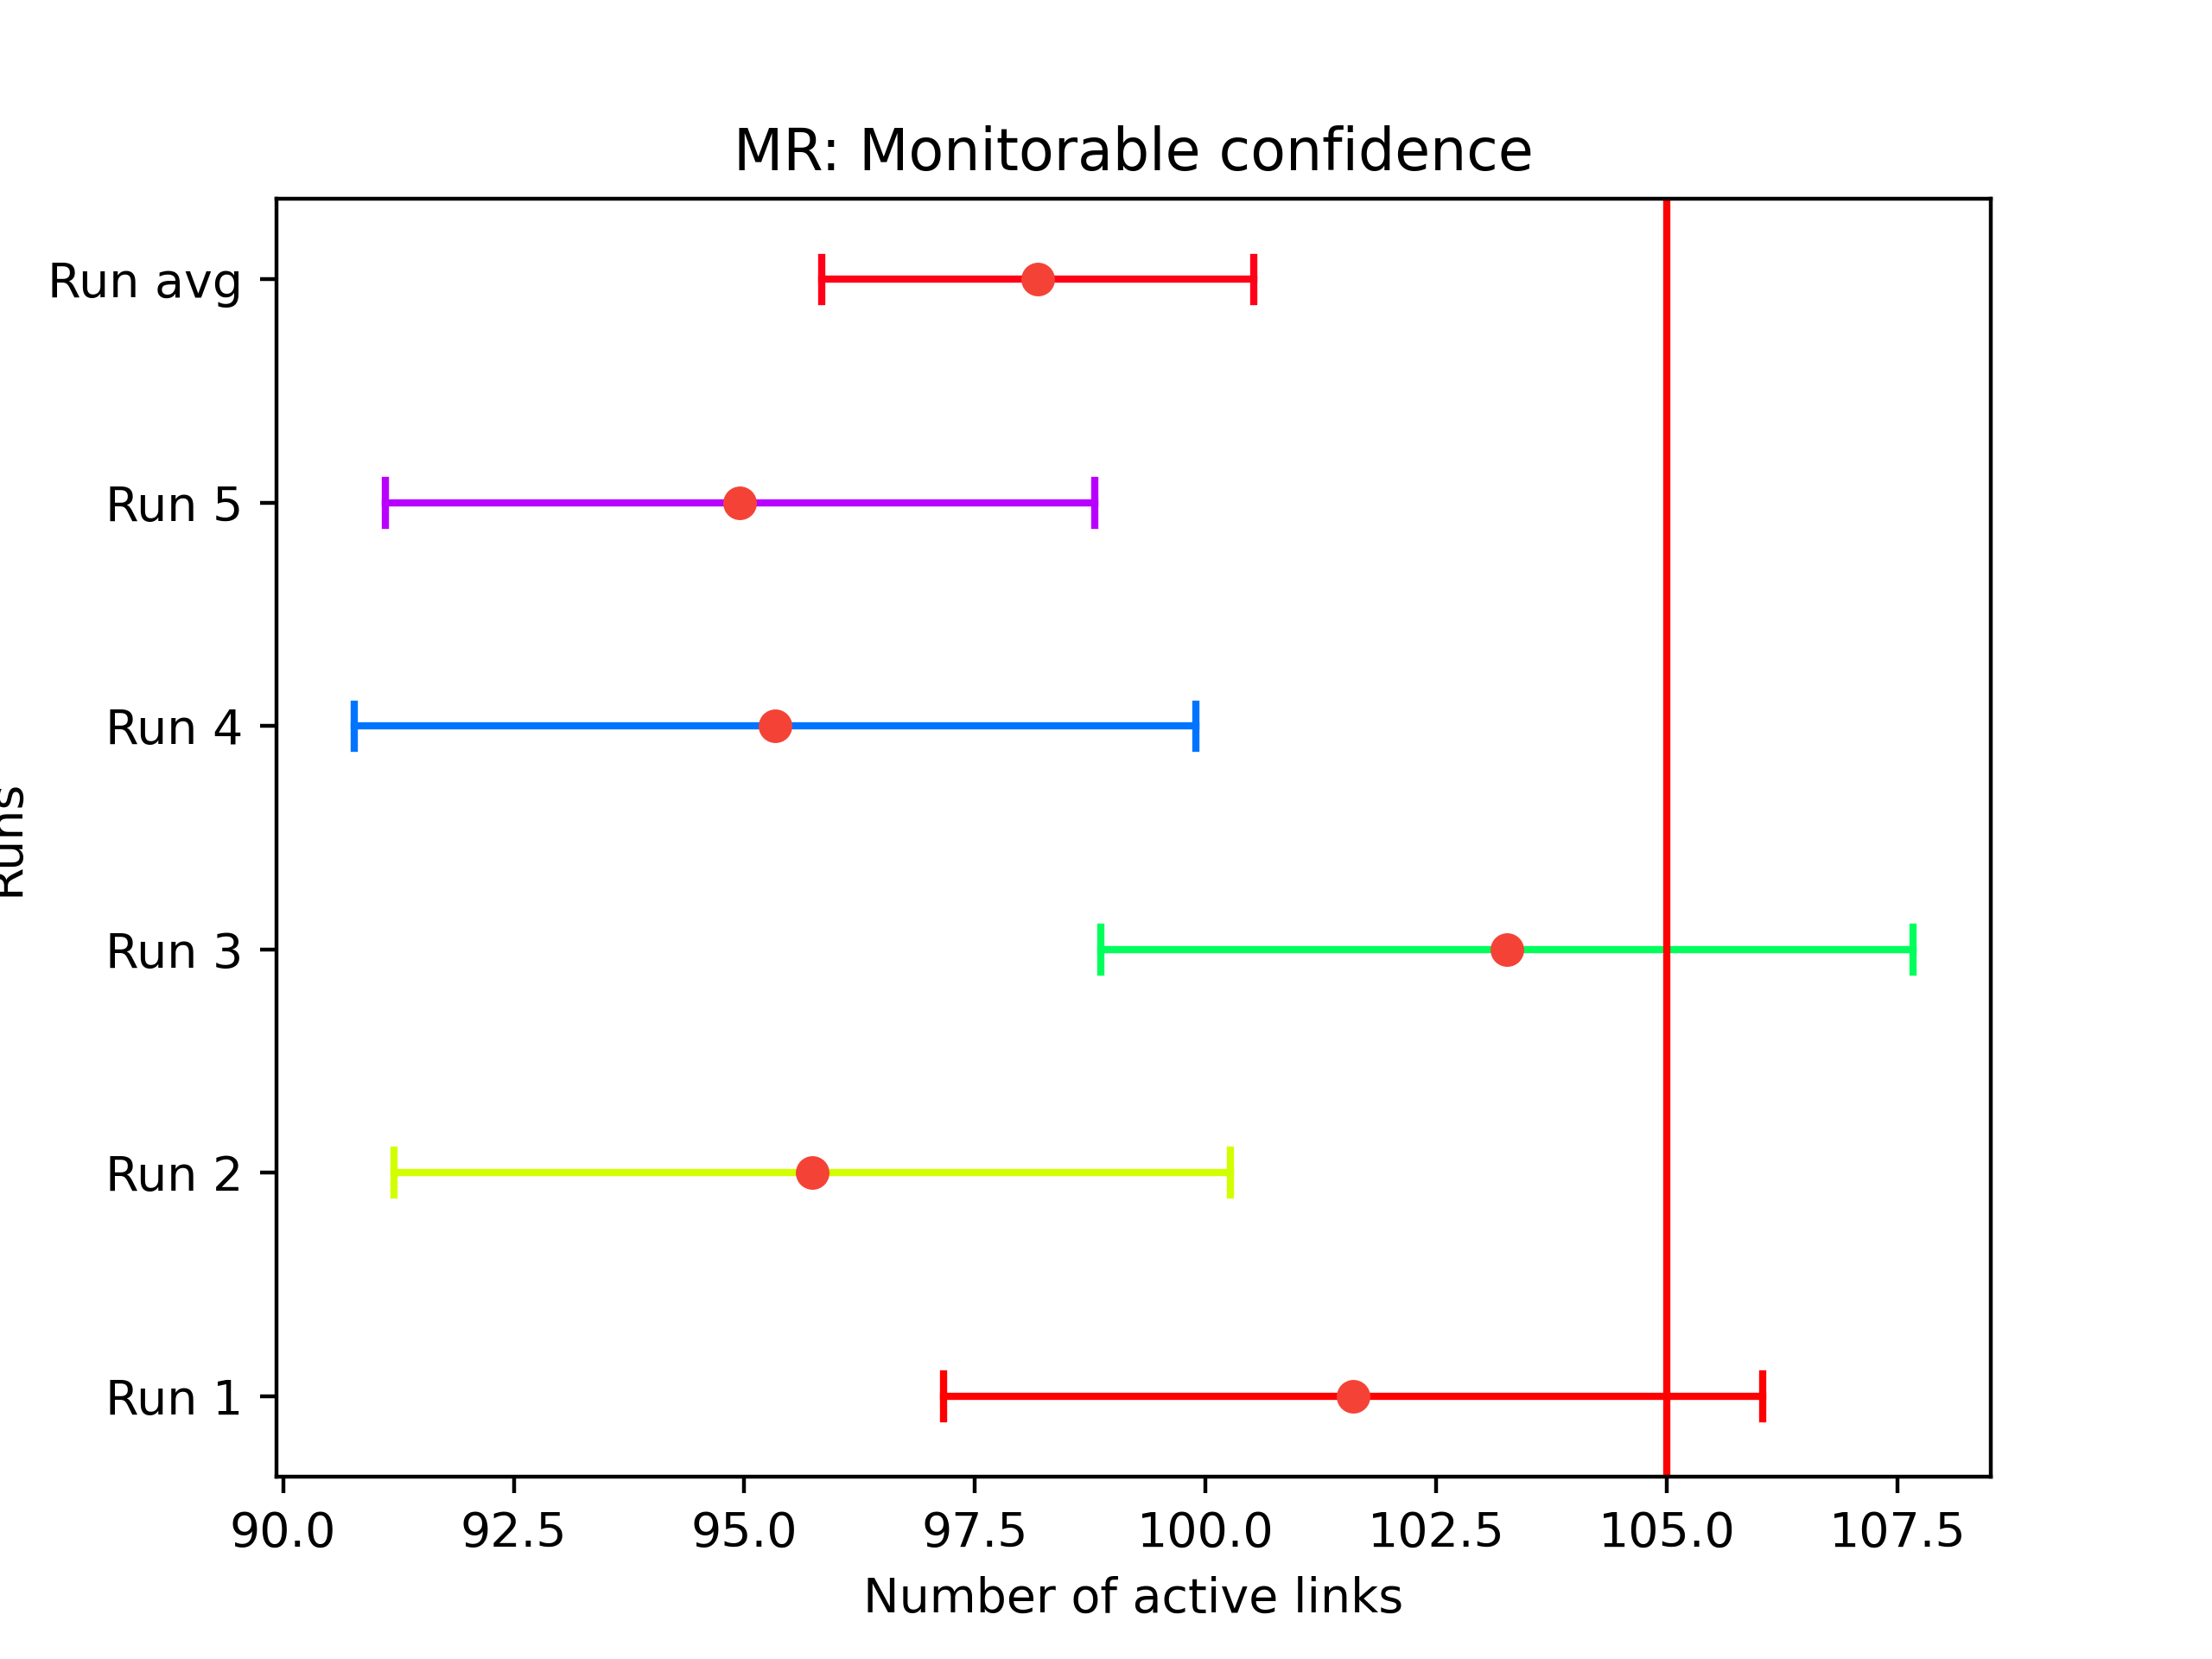 MR: Monitorable confidence
Run avg
Run 5
Run 4
Runs
Run 3
Run 2
Run 1
90.0 92.5 95.0 97.5 100.0 102.5 105.0 107.5
Number of active links